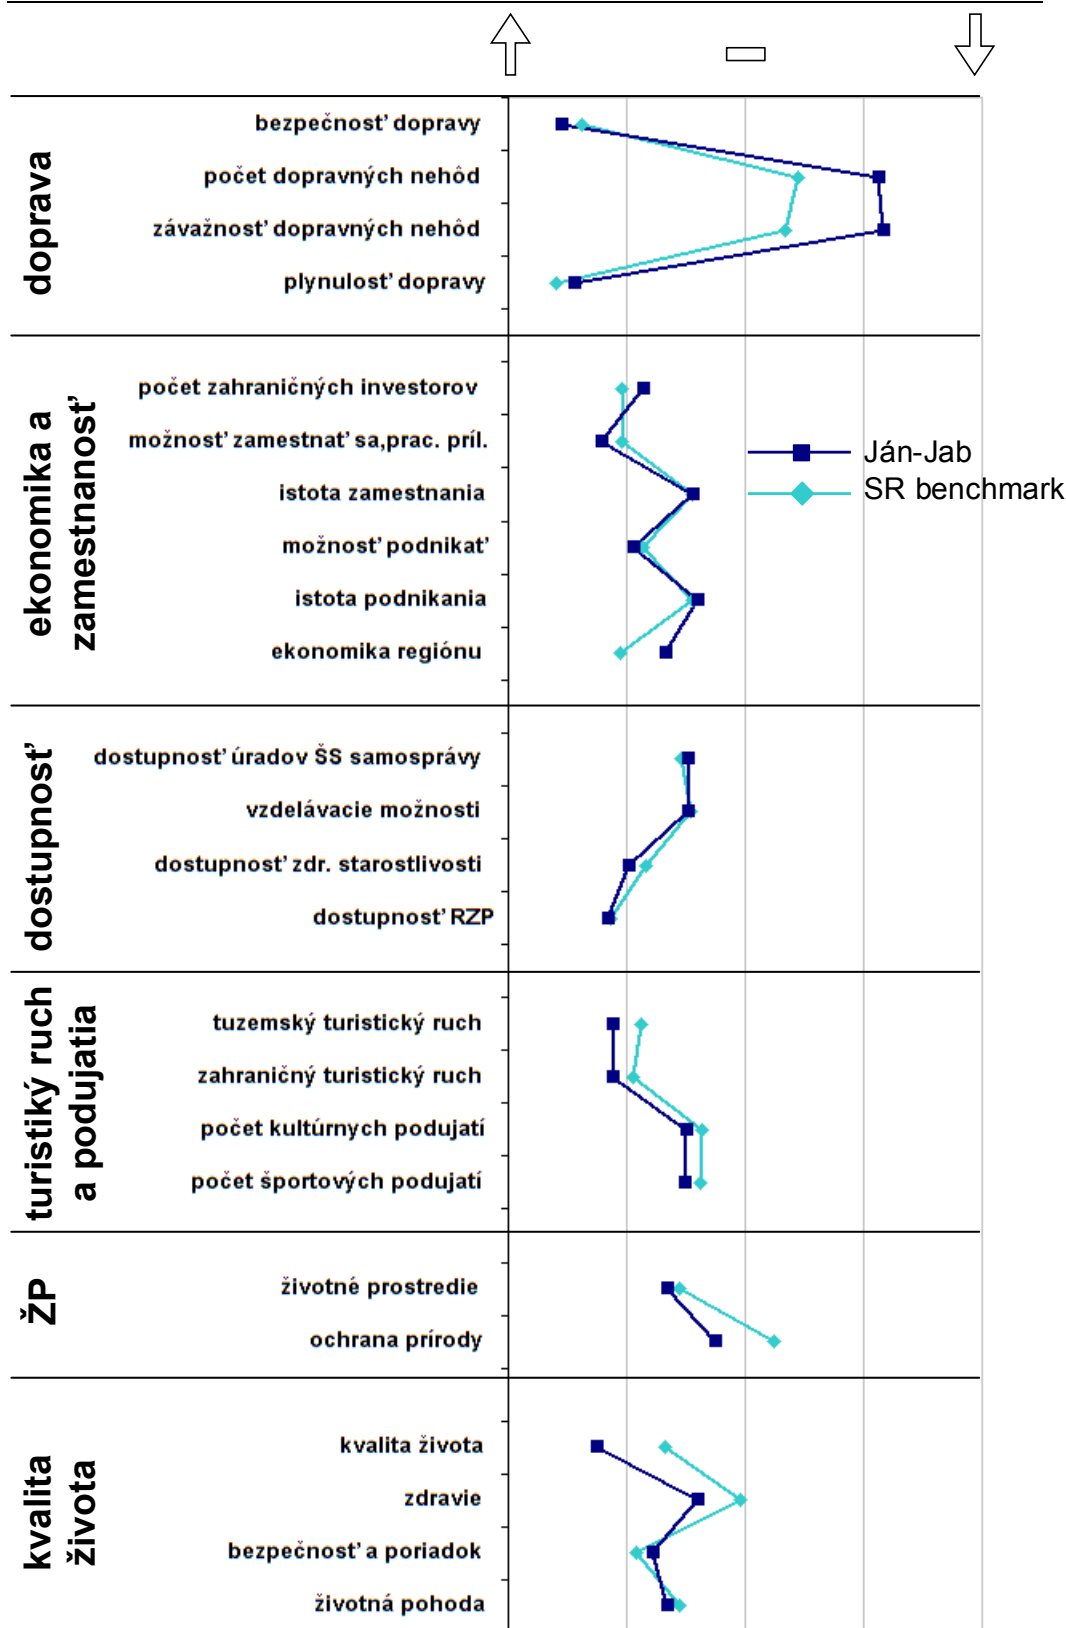 doprava
bezpečnosť dopravy
počet dopravných nehôd
závažnosť dopravných nehôd
plynulosť dopravy
ekonomika a
zamestnanosť
počet zahraničných investorov
možnosť zamestnať sa,prac. príl.
istota zamestnania
možnosť podnikať
istota podnikania
ekonomika regiónu
Ján-Jab
SR benchmark
dostupnosť
dostupnosť úradov ŠS samosprávy
vzdelávacie možnosti
dostupnosť zdr. starostlivosti
dostupnosť RZP
turistiký ruch
a podujatia
tuzemský turistický ruch
zahraničný turistický ruch
počet kultúrnych podujatí
počet športových podujatí
ŽP
životné prostredie
ochrana prírody
kvalita
života
kvalita života
zdravie
bezpečnosť a poriadok
životná pohoda